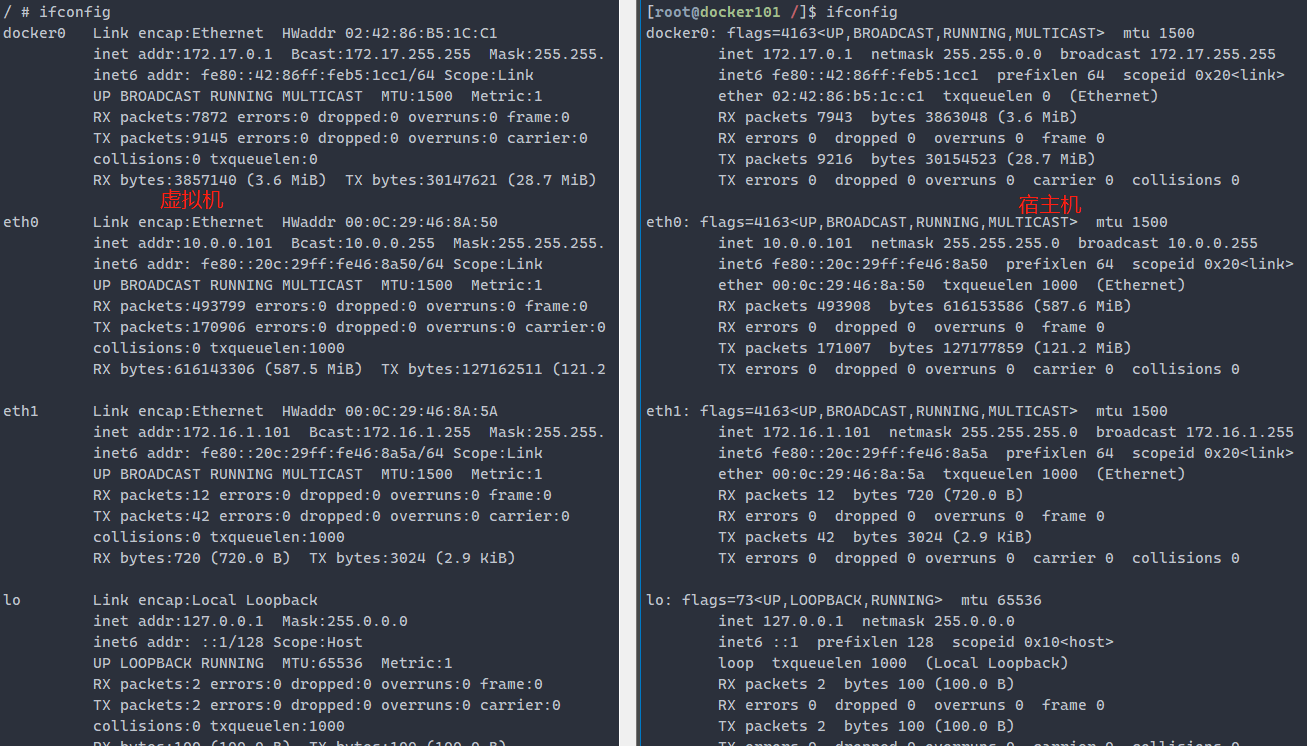 / # ifconfig
docker0   Link encap:Ethernet  HWaddr 02:42:86:B5:1C:C1
          inet addr:172.17.0.1  Bcast:172.17.255.255  Mask:255.255.
          inet6 addr: fe80::42:86ff:feb5:1cc1/64 Scope:Link
          UP BROADCAST RUNNING MULTICAST  MTU:1500  Metric:1
          RX packets:7872 errors:0 dropped:0 overruns:0 frame:0
          TX packets:9145 errors:0 dropped:0 overruns:0 carrier:0
          collisions:0 txqueuelen:0
          RX bytes:3857140 (3.6 MiB)  TX bytes:30147621 (28.7 MiB)
虚拟机
eth0      Link encap:Ethernet  HWaddr 00:0C:29:46:8A:50
          inet addr:10.0.0.101  Bcast:10.0.0.255  Mask:255.255.255.
          inet6 addr: fe80::20c:29ff:fe46:8a50/64 Scope:Link
          UP BROADCAST RUNNING MULTICAST  MTU:1500  Metric:1
          RX packets:493799 errors:0 dropped:0 overruns:0 frame:0
          TX packets:170906 errors:0 dropped:0 overruns:0 carrier:0
          collisions:0 txqueuelen:1000
          RX bytes:616143306 (587.5 MiB)  TX bytes:127162511 (121.2
eth1      Link encap:Ethernet  HWaddr 00:0C:29:46:8A:5A
          inet addr:172.16.1.101  Bcast:172.16.1.255  Mask:255.255.
          inet6 addr: fe80::20c:29ff:fe46:8a5a/64 Scope:Link
          UP BROADCAST RUNNING MULTICAST  MTU:1500  Metric:1
          RX packets:12 errors:0 dropped:0 overruns:0 frame:0
          TX packets:42 errors:0 dropped:0 overruns:0 carrier:0
          collisions:0 txqueuelen:1000
          RX bytes:720 (720.0 B)  TX bytes:3024 (2.9 KiB)
lo        Link encap:Local Loopback
          inet addr:127.0.0.1  Mask:255.0.0.0
          inet6 addr: ::1/128 Scope:Host
          UP LOOPBACK RUNNING  MTU:65536  Metric:1
          RX packets:2 errors:0 dropped:0 overruns:0 frame:0
          TX packets:2 errors:0 dropped:0 overruns:0 carrier:0
          collisions:0 txqueuelen:1000
          RX bytes:100 (100.0 B)  TX bytes:100 (100.0 B)
[root@docker101 /]$ ifconfig
docker0: flags=4163<UP,BROADCAST,RUNNING,MULTICAST>  mtu 1500
        inet 172.17.0.1  netmask 255.255.0.0  broadcast 172.17.255.255
        inet6 fe80::42:86ff:feb5:1cc1  prefixlen 64  scopeid 0x20<link>
        ether 02:42:86:b5:1c:c1  txqueuelen 0  (Ethernet)
        RX packets 7943  bytes 3863048 (3.6 MiB)
        RX errors 0  dropped 0  overruns 0  frame 0
        TX packets 9216  bytes 30154523 (28.7 MiB)
        TX errors 0  dropped 0 overruns 0  carrier 0  collisions 0
宿主机
eth0: flags=4163<UP,BROADCAST,RUNNING,MULTICAST>  mtu 1500
        inet 10.0.0.101  netmask 255.255.255.0  broadcast 10.0.0.255
        inet6 fe80::20c:29ff:fe46:8a50  prefixlen 64  scopeid 0x20<link>
        ether 00:0c:29:46:8a:50  txqueuelen 1000  (Ethernet)
        RX packets 493908  bytes 616153586 (587.6 MiB)
        RX errors 0  dropped 0  overruns 0  frame 0
        TX packets 171007  bytes 127177859 (121.2 MiB)
        TX errors 0  dropped 0 overruns 0  carrier 0  collisions 0
eth1: flags=4163<UP,BROADCAST,RUNNING,MULTICAST>  mtu 1500
        inet 172.16.1.101  netmask 255.255.255.0  broadcast 172.16.1.255
        inet6 fe80::20c:29ff:fe46:8a5a  prefixlen 64  scopeid 0x20<link>
        ether 00:0c:29:46:8a:5a  txqueuelen 1000  (Ethernet)
        RX packets 12  bytes 720 (720.0 B)
        RX errors 0  dropped 0  overruns 0  frame 0
        TX packets 42  bytes 3024 (2.9 KiB)
        TX errors 0  dropped 0 overruns 0  carrier 0  collisions 0
lo: flags=73<UP,LOOPBACK,RUNNING>  mtu 65536
        inet 127.0.0.1  netmask 255.0.0.0
        inet6 ::1  prefixlen 128  scopeid 0x10<host>
        loop  txqueuelen 1000  (Local Loopback)
        RX packets 2  bytes 100 (100.0 B)
        RX errors 0  dropped 0  overruns 0  frame 0
        TX packets 2  bytes 100 (100.0 B)
        TX errors 0  dropped 0 overruns 0  carrier 0  collisions 0